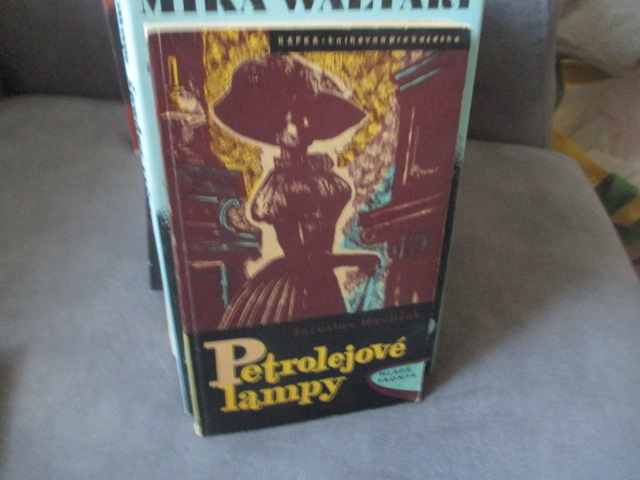 MIKA WALTARI
KAPKA: knihovna pro každého
Jaroslav Havlíček
Petrolejové
lampy
MLADÁ
FRONTA